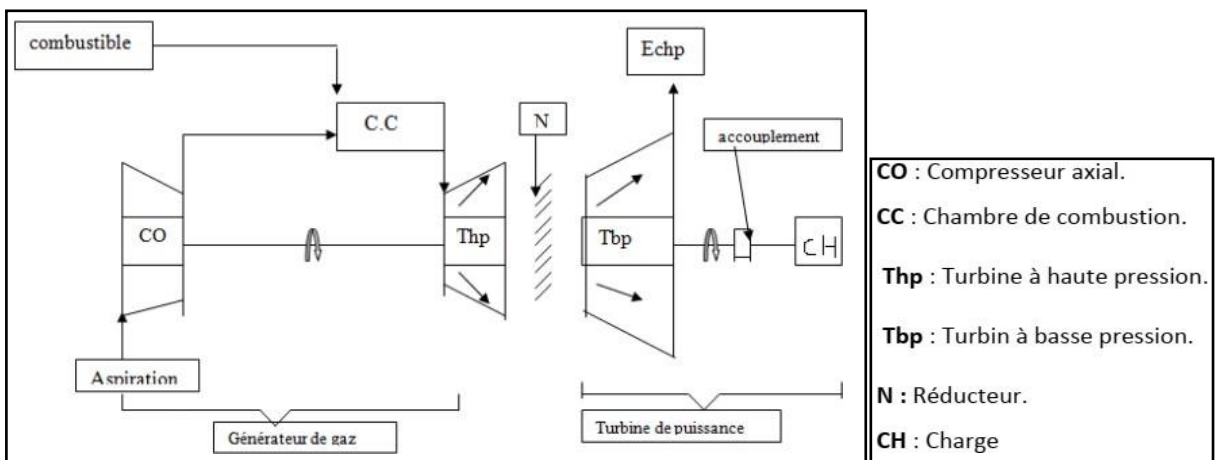 combustible
Echp
C.C
N
accouplement
CO
Thp
Tbp
CH
Aspiration
Générateur de gaz
Turbine de puissance
CO : Compresseur axial.
CC : Chambre de combustion.
Thp : Turbine à haute pression.
Tbp : Turbin à basse pression.
N : Réducteur.
CH : Charge